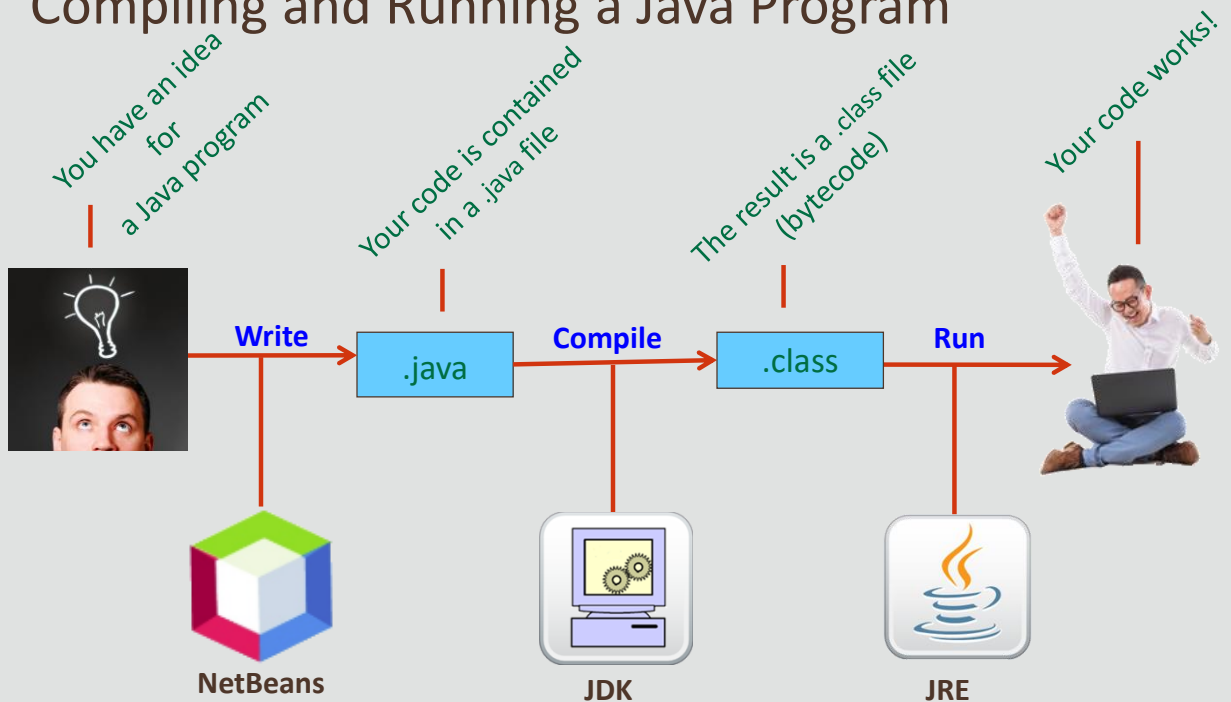 Compiling and Running a Java Program
You have an idea
for
a Java program
Your code is contained
in a .java file
The result is a .class file
(bytecode)
Your code works!
Write
.java
Compile
.class
Run
NetBeans
JDK
JRE